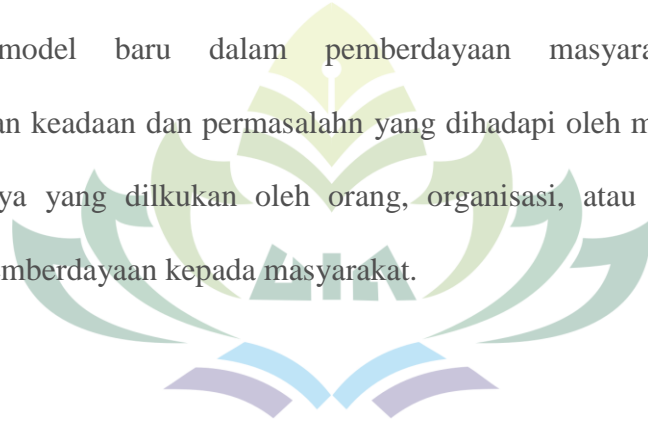 model baru dalam pemberdayaan masyara
an keadaan dan permasalahn yang dihadapi oleh m
ya yang dilkukan oleh orang, organisasi, atau
mberdayaan kepada masyarakat.